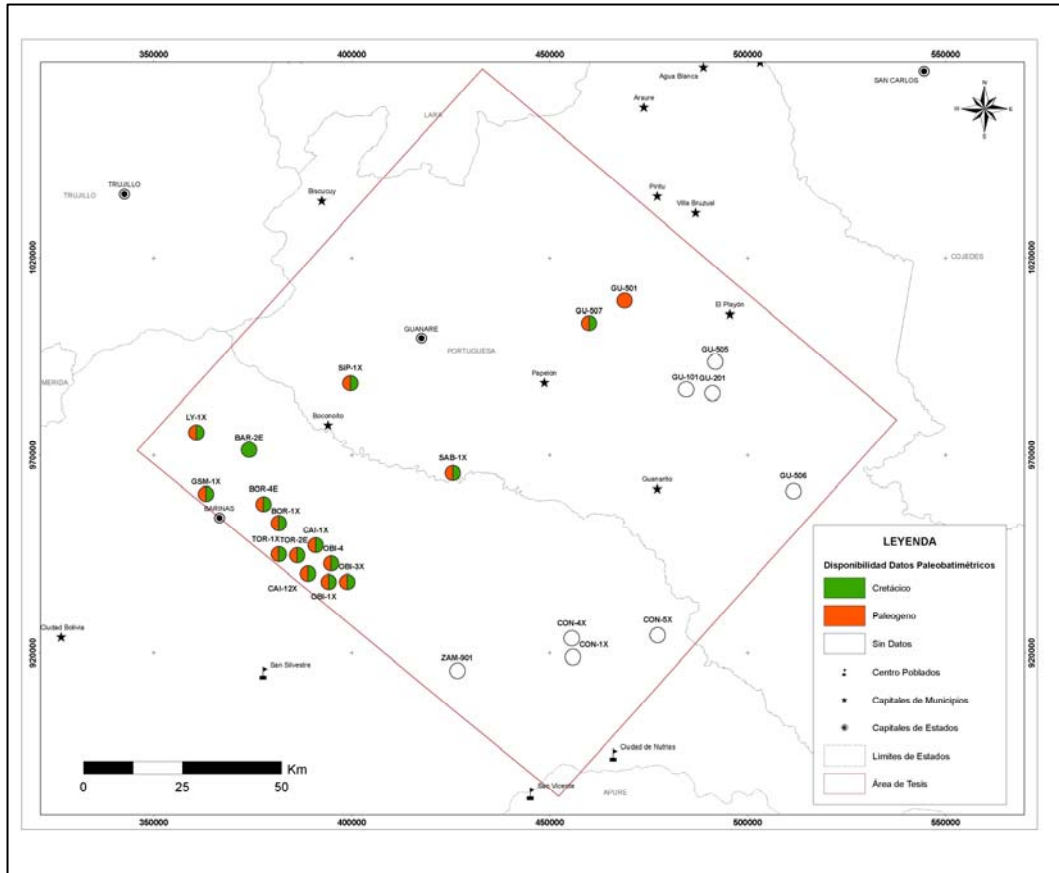 350000
400000
450000
500000
550000
Agua Blanca
SAN CARLOS
N
W
E
S
Araure
LARA
TRUJILLO
TRUJILLO
Biscucuy
Piritu
Villa Bruzual
1020000
1020000
COJEDES
GU-501
GU-507
El Playón
GUANARE
PORTUGUESA
GU-505
SIP-1X
Papelón
GU-101
GU-201
MERIDA
LY-1X
Boconoito
BAR-2E
970000
970000
SAB-1X
GSM-1X
BOR-4E
Guanarito
GU-506
BARINAS
BOR-1X
CAI-1X
TOR-1X
TOR-2E
OBI-4
OBI-3X
CAI-12X
OBI-1X
CON-4X
CON-5X
Ciudad Bolivia
CON-1X
920000
920000
San Silvestre
ZAM-901
Ciudad de Nutrias
San Vicente
APURE
LEYENDA
Disponibilidad Datos Paleobatimétricos
Cretácico
Paleogeno
Sin Datos
Centro Poblados
Capitales de Municipios
Capitales de Estados
Limites de Estados
Área de Tesis
Km
0
25
50
350000
400000
450000
500000
550000